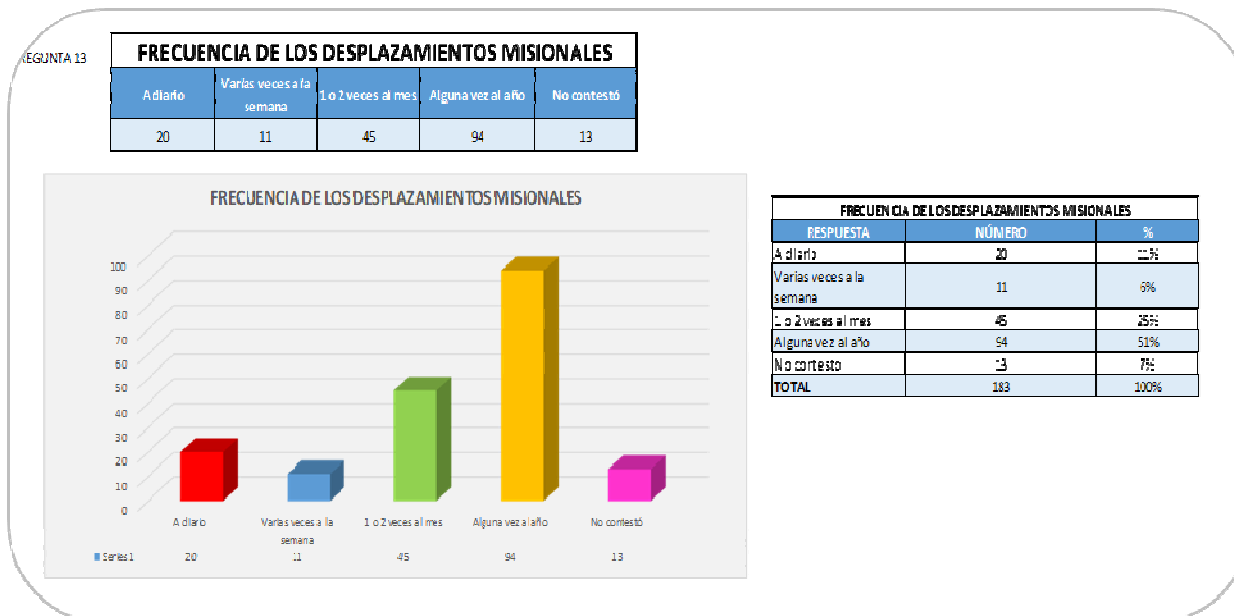 EGUNTA 13
FRECUENCIA DE LOS DESPLAZAMIENTOS MISIONALES
A diario
Varias veces a la
semana
1 o 2 veces al mes
Alguna vez al año
No contestó
20
11
45
94
13
FRECUENCIA DE LOS DESPLAZAMIENTOS MISIONALES
100
90
80
70
60
50
40
30
20
10
0
A diario
Varias veces a la
semana
1 o 2 veces al mes
Alguna vez al año
No contestó
Series1 20 11 45 94 13
FRECUENCIA DE LOS DESPLAZAMIENTOS MISIONALES
RESPUESTA NÚMERO %
A diario 20 11%
Varias veces a la
semana
11 6%
1 o 2 veces al mes 45 25%
Alguna vez al año 94 51%
No contesto 13 7%
TOTAL 183 100%